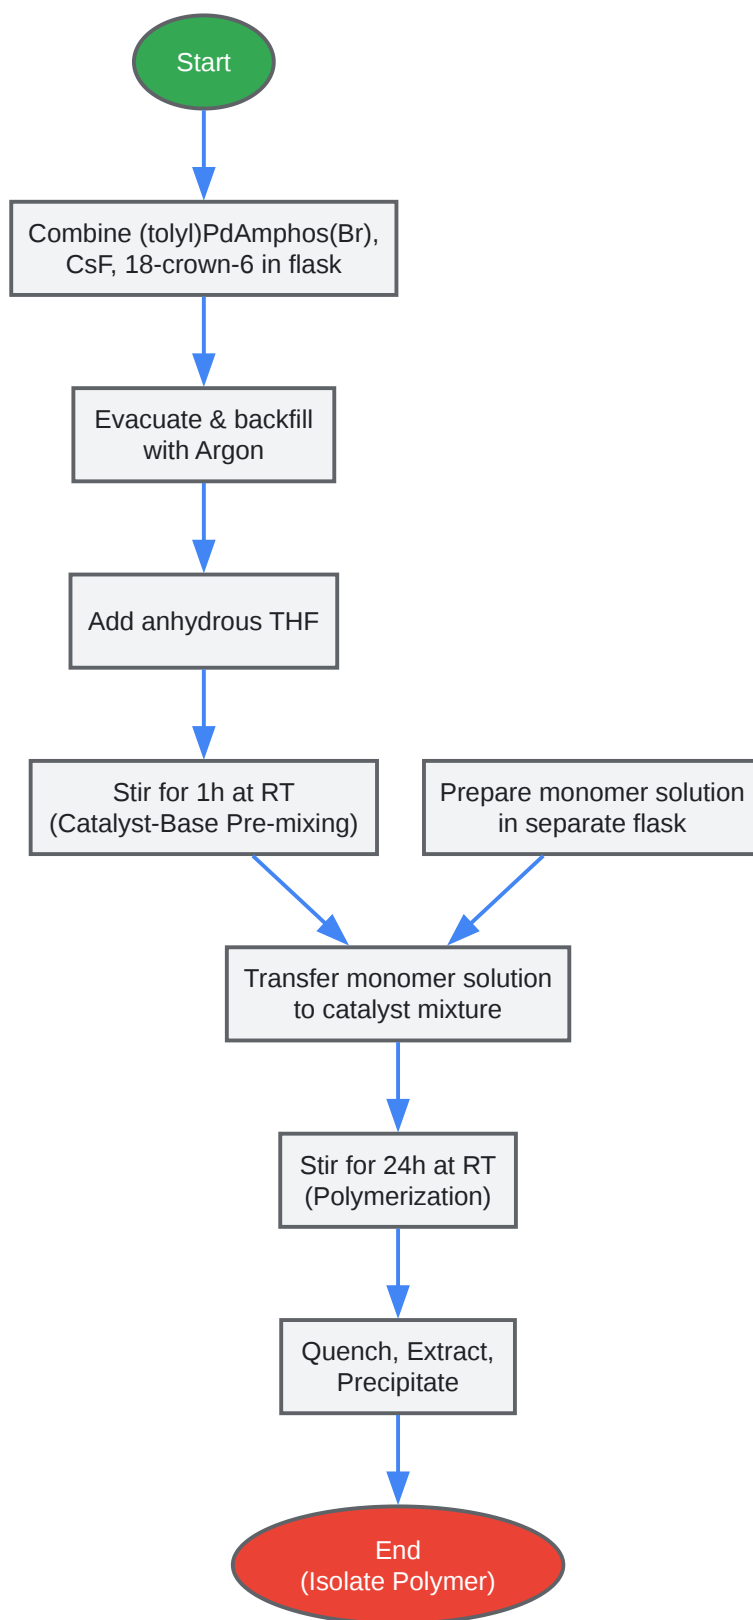 Start
Combine (tolyl)PdAmphos(Br),
CsF, 18-crown-6 in flask
Evacuate & backfill
with Argon
Add anhydrous THF
Stir for 1h at RT
(Catalyst-Base Pre-mixing)
Prepare monomer solution
in separate flask
Transfer monomer solution
to catalyst mixture
Stir for 24h at RT
(Polymerization)
Quench, Extract,
Precipitate
End
(Isolate Polymer)